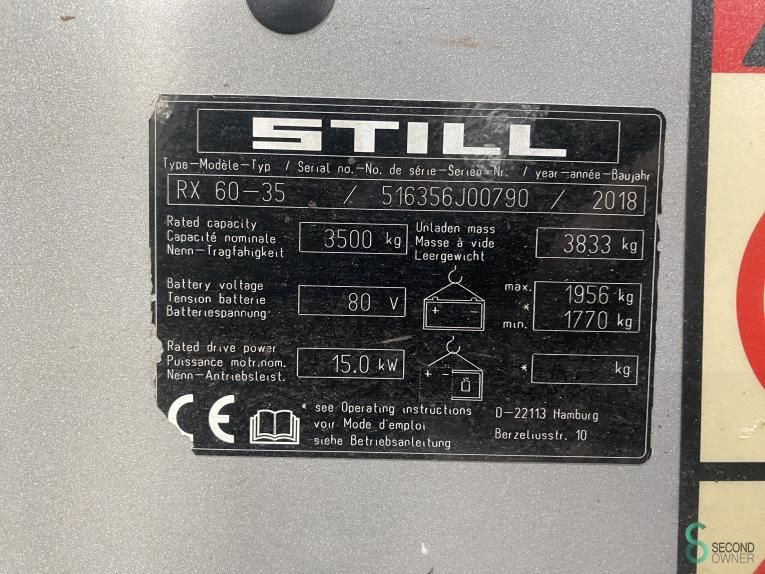 STILL
Type-Modèle-Typ / Serial no.-No. de série-Serien-Nr. / year-année-Baujahr
RX 60-35 / 516356J00790 / 2018
Rated capacity
Capacité nominale
Nenn-Tragfähigkeit
3500 kg
Unladen mass
Masse à vide
Leergewicht
3833 kg
Battery voltage
Tension batterie
Batteriespannung
80 V
+ -
max. 1956 kg
*
min. 1770 kg
Rated drive power
Puissance motr.nom.
Nenn-Antriebsleist.
15.0 kW
+ - ü
* kg
CE
* see Operating instructions
voir Mode d'emploi
siehe Betriebsanleitung
D-22113 Hamburg
Berzeliusstr. 10
SECOND
OWNER